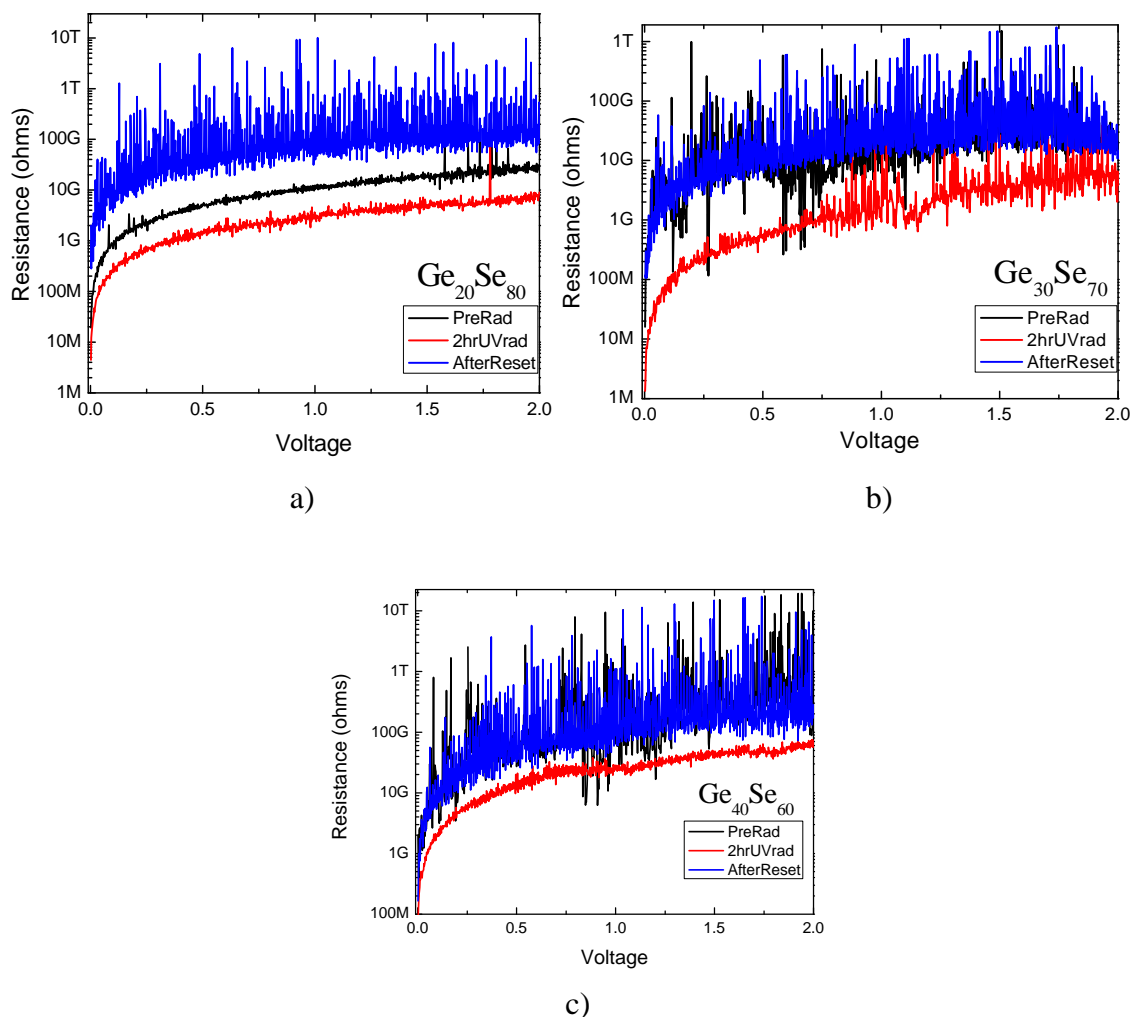 10T
1T
100G
10G
1G
100M
10M
1M
Resistance (ohms)
Ge20Se80
PreRad
2hrUVrad
AfterReset
0.0 0.5 1.0 1.5 2.0
Voltage
a)
1T
100G
10G
1G
100M
10M
1M
Resistance (ohms)
Ge30Se70
PreRad
2hrUVrad
AfterReset
0.0 0.5 1.0 1.5 2.0
Voltage
b)
10T
1T
100G
10G
1G
100M
Resistance (ohms)
Ge40Se60
PreRad
2hrUVrad
AfterReset
0.0 0.5 1.0 1.5 2.0
Voltage
c)